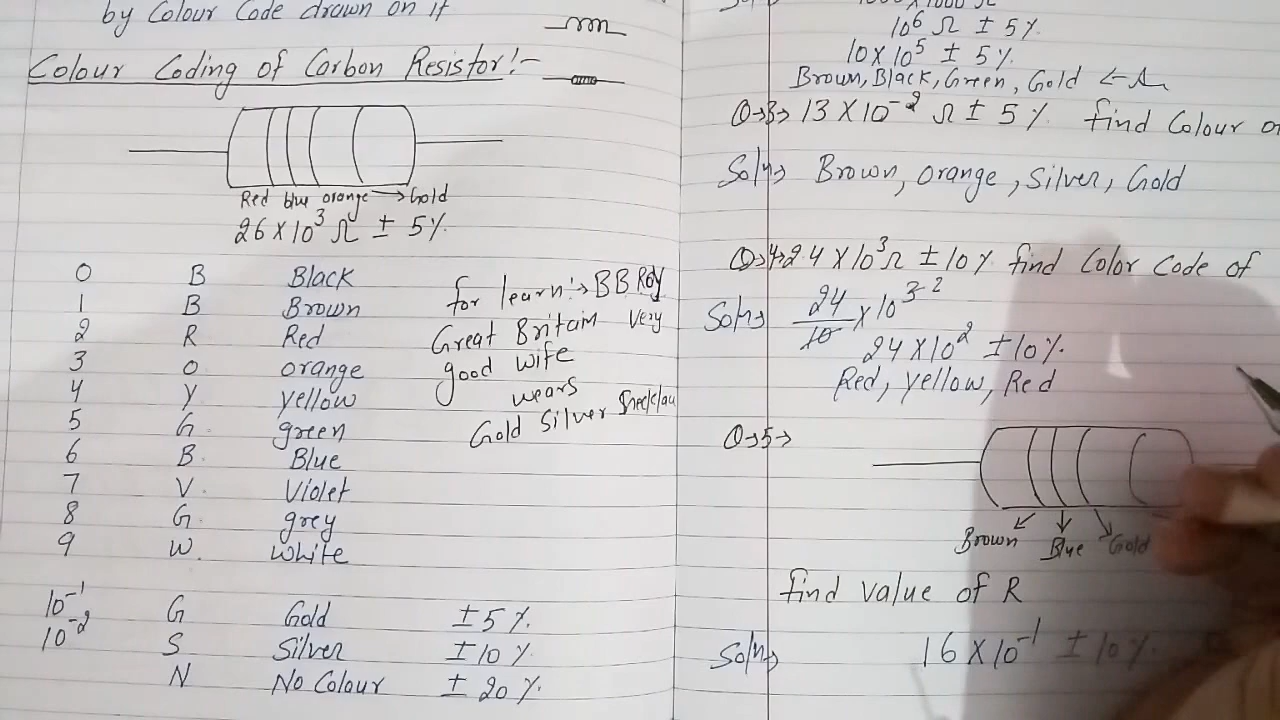 by Colour Code drawn on it
Colour Coding of Carbon Resistor:-
Red blue orange → Gold
26 × 10³ Ω ± 5%
0 B Black
1 B Brown
2 R Red
3 O orange
4 Y yellow
5 G green
6 B. Blue
7 V. Violet
8 G. grey
9 W. White
for learn:→ BB ROY
Great Britain very
good wife
wears
Gold Silver
10⁻¹ G Gold ± 5%
10⁻² S Silver ± 10%
N No Colour ± 20%
10⁶ Ω ± 5%
10 × 10⁵ ± 5%
Brown, Black, Green, Gold ←
Q→3→ 13 × 10⁻² Ω ± 5% find Colour
Soln→ Brown, orange, Silver, Gold
Q→4→ 2.4 × 10³ Ω ± 10% find Color Code of
Soln→ 24/10 × 10³⁻²
24 × 10² ± 10%
Red, yellow, Red
Q→5→
Brown Blue Gold
find value of R
Soln→ 16 × 10⁻¹ ± 10%